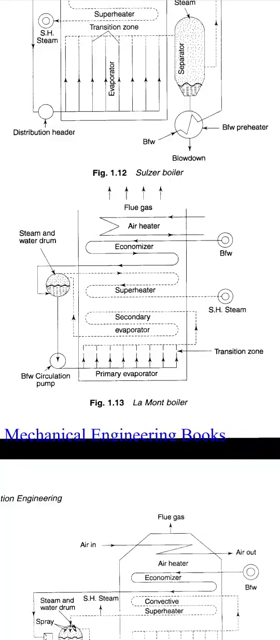 Steam
Superheater
Transition zone
S.H.
Steam
Separator
Evaporator
Distribution header
Bfw preheater
Bfw
Blowdown
Fig. 1.12 Sulzer boiler
Flue gas
Air heater
Steam and
water drum
Economizer
Bfw
Superheater
S.H. Steam
Secondary
evaporator
Transition zone
Bfw Circulation
pump
Primary evaporator
Fig. 1.13 La Mont boiler
Mechanical Engineering Books
tion Engineering
Flue gas
Air in
Air out
Air heater
Economizer
Bfw
Steam and
water drum
S.H. Steam
Convective
Superheater
Spray